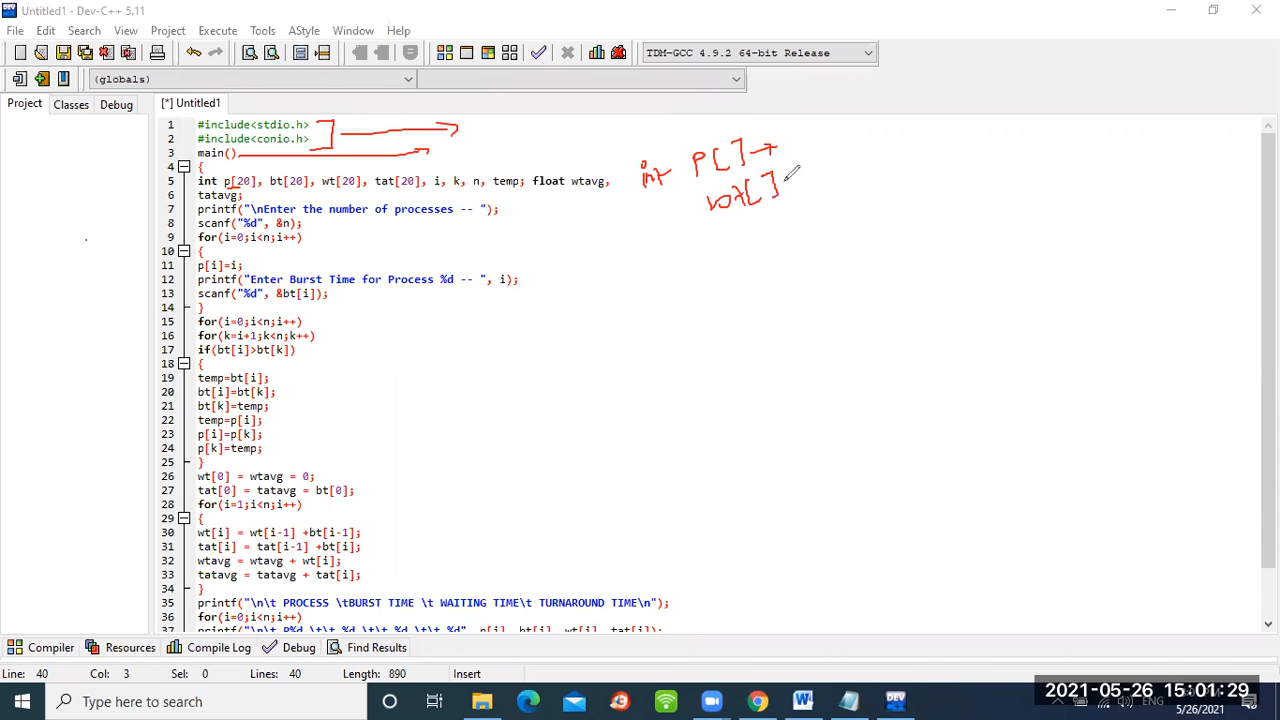 Untitled1 - Dev-C++ 5.11
File Edit Search View Project Execute Tools AStyle Window Help
TDM-GCC 4.9.2 64-bit Release
(globals)
Project Classes Debug [*] Untitled1
1 #include<stdio.h>
2 #include<conio.h>
3 main()
4 {
5 int p[20], bt[20], wt[20], tat[20], i, k, n, temp; float wtavg,
6 tatavg;
7 printf("\nEnter the number of processes -- ");
8 scanf("%d", &n);
9 for(i=0;i<n;i++)
10 {
11 p[i]=i;
12 printf("Enter Burst Time for Process %d -- ", i);
13 scanf("%d", &bt[i]);
14 }
15 for(i=0;i<n;i++)
16 for(k=i+1;k<n;k++)
17 if(bt[i]>bt[k])
18 {
19 temp=bt[i];
20 bt[i]=bt[k];
21 bt[k]=temp;
22 temp=p[i];
23 p[i]=p[k];
24 p[k]=temp;
25 }
26 wt[0] = wtavg = 0;
27 tat[0] = tatavg = bt[0];
28 for(i=1;i<n;i++)
29 {
30 wt[i] = wt[i-1] +bt[i-1];
31 tat[i] = tat[i-1] +bt[i];
32 wtavg = wtavg + wt[i];
33 tatavg = tatavg + tat[i];
34 }
35 printf("\n\t PROCESS \tBURST TIME \t WAITING TIME\t TURNAROUND TIME\n");
36 for(i=0;i<n;i++)
37 printf("\n\t P%d \t\t %d \t\t %d \t\t %d", p[i], bt[i], wt[i], tat[i]);
int P[ ] →
Compiler Resources Compile Log Debug Find Results
Line: 40 Col: 3 Sel: 0 Lines: 40 Length: 890 Insert
Type here to search
ENG
2021-05-26 15:01:29
5/26/2021